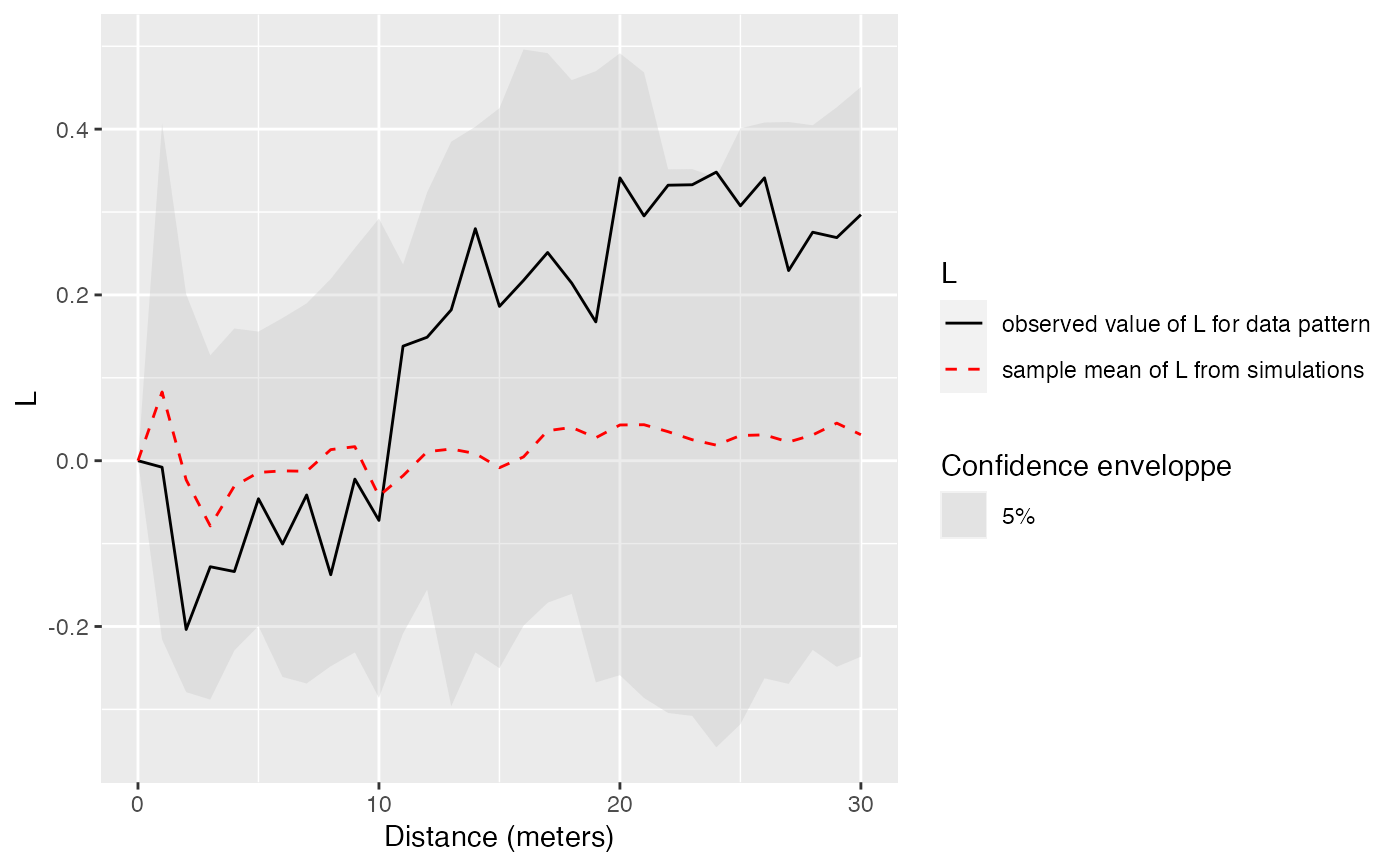 0.4
0.2
0.0
-0.2
L
0
10
20
30
Distance (meters)
L
observed value of L for data pattern
sample mean of L from simulations
Confidence enveloppe
5%